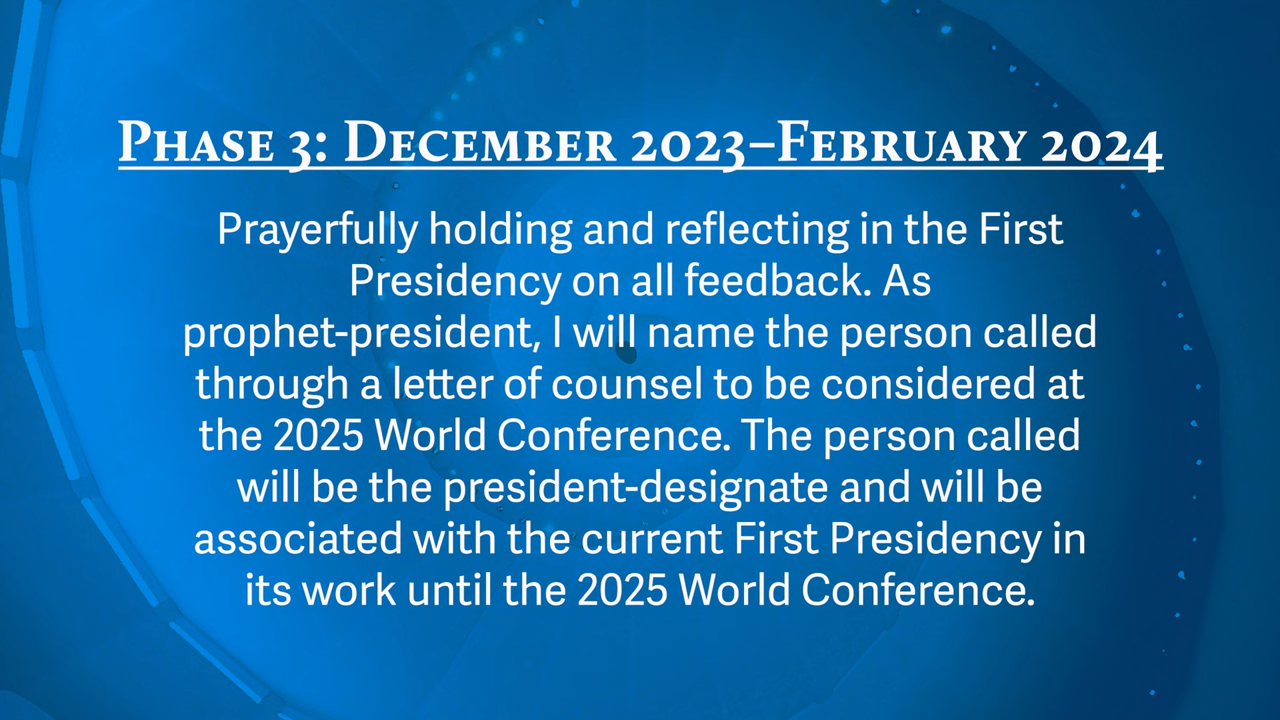 Phase 3: December 2023–February 2024
Prayerfully holding and reflecting in the First
Presidency on all feedback. As
prophet-president, I will name the person called
through a letter of counsel to be considered at
the 2025 World Conference. The person called
will be the president-designate and will be
associated with the current First Presidency in
its work until the 2025 World Conference.